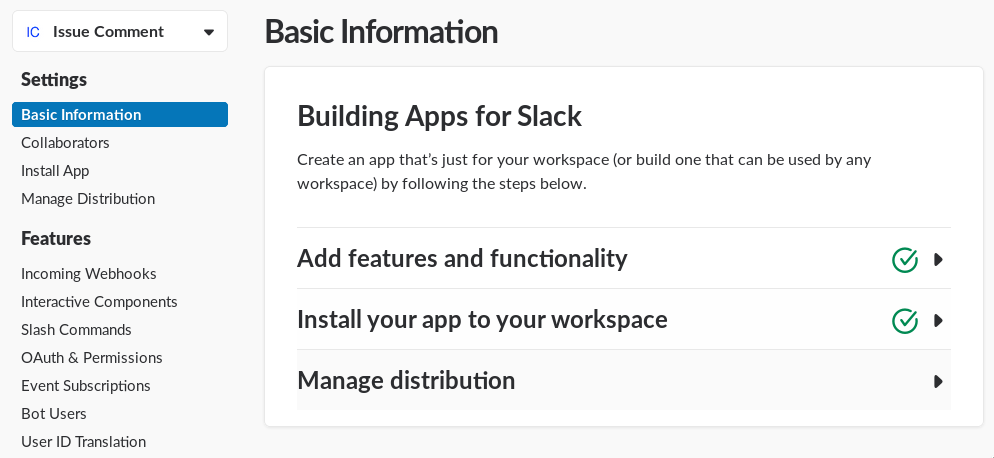 IC Issue Comment
Settings
Basic Information
Collaborators
Install App
Manage Distribution
Features
Incoming Webhooks
Interactive Components
Slash Commands
OAuth & Permissions
Event Subscriptions
Bot Users
User ID Translation
Basic Information
Building Apps for Slack
Create an app that’s just for your workspace (or build one that can be used by any
workspace) by following the steps below.
Add features and functionality
Install your app to your workspace
Manage distribution